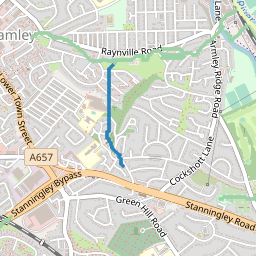 amley
Raynville Road
Lane
Armley Ridge Road
Lower Town Street
A657
Stanningley Bypass
Cockshott Lane
Green Hill Road
Stanningley Road